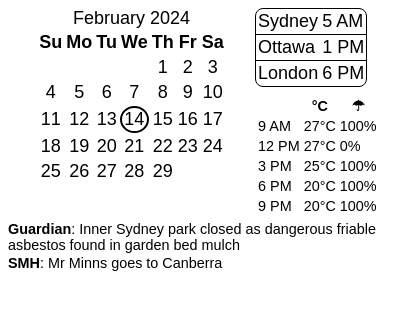 February 2024
Su Mo Tu We Th Fr Sa
1 2 3
4 5 6 7 8 9 10
11 12 13 14 15 16 17
18 19 20 21 22 23 24
25 26 27 28 29
Sydney 5 AM
Ottawa 1 PM
London 6 PM
°C ☂
9 AM 27°C 100%
12 PM 27°C 0%
3 PM 25°C 100%
6 PM 20°C 100%
9 PM 20°C 100%
Guardian: Inner Sydney park closed as dangerous friable
asbestos found in garden bed mulch
SMH: Mr Minns goes to Canberra